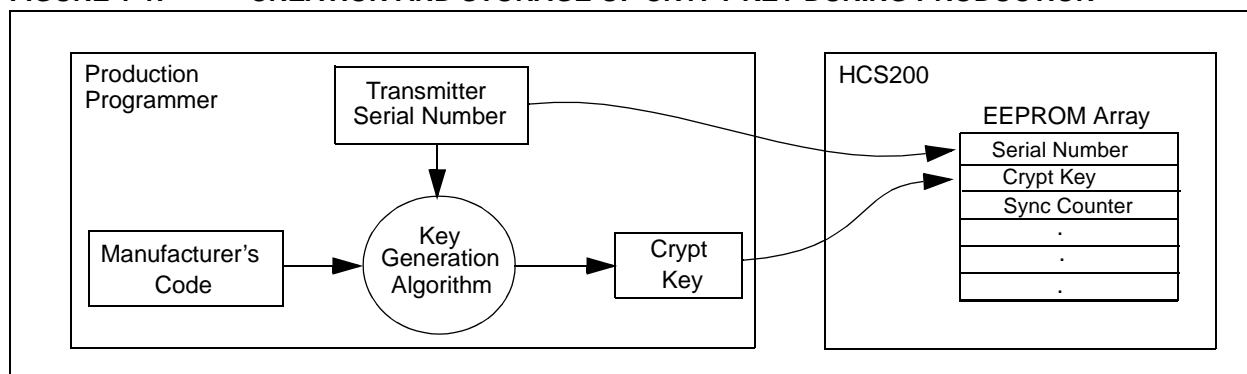 Production
Programmer
Transmitter
Serial Number
Manufacturer's
Code
Key
Generation
Algorithm
Crypt
Key
HCS200
EEPROM Array
Serial Number
Crypt Key
Sync Counter
.
.
.